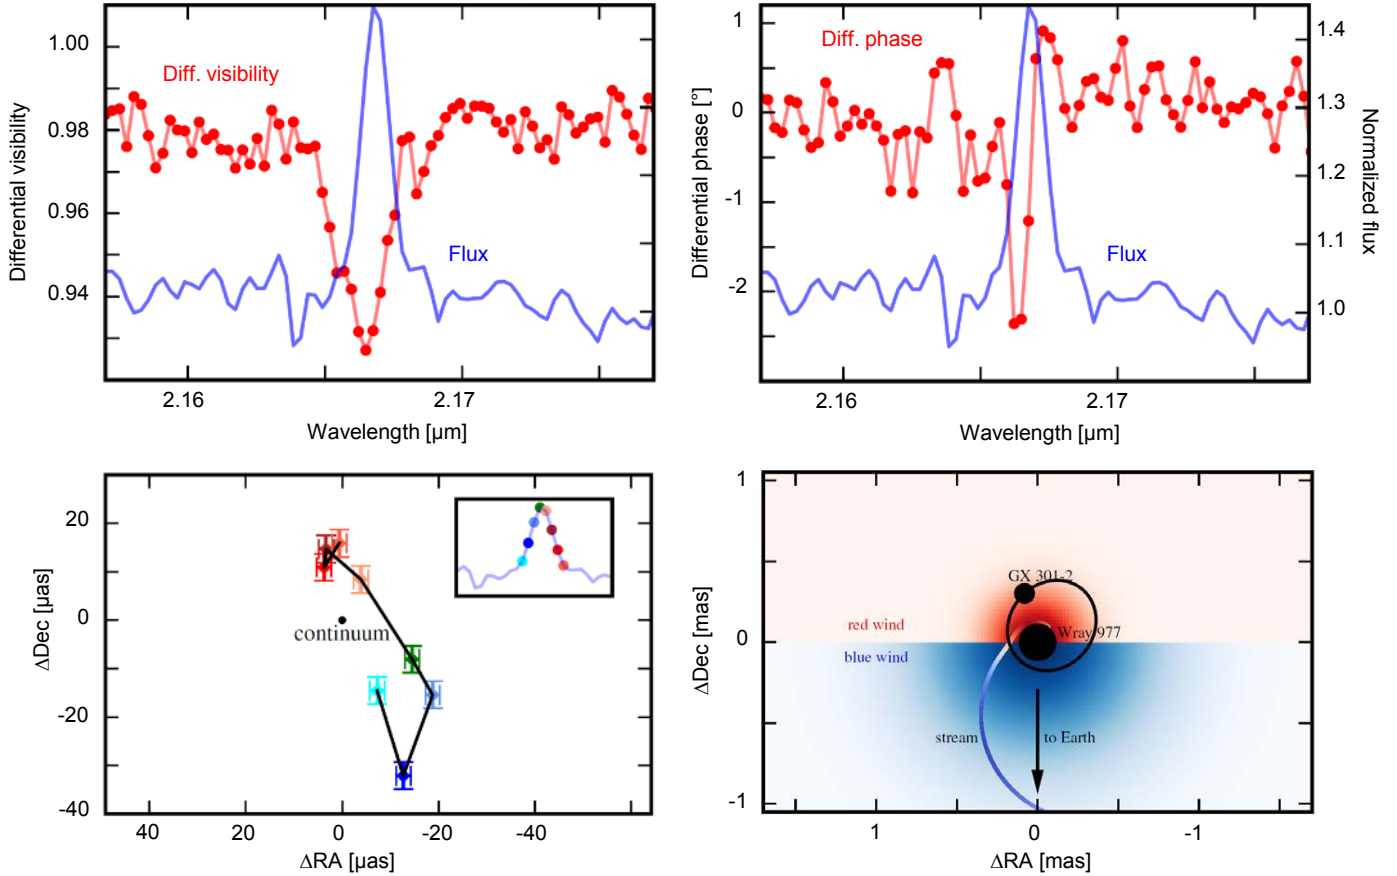 1.00
0.98
0.96
0.94
Differential visibility
Diff. visibility
Flux
2.16
2.17
Wavelength [µm]
1
0
-1
-2
Differential phase [°]
Diff. phase
Flux
1.4
1.3
1.2
1.1
1.0
Normalized flux
2.16
2.17
Wavelength [µm]
20
0
-20
-40
ΔDec [µas]
continuum
40
20
0
-20
-40
ΔRA [µas]
1
0
-1
ΔDec [mas]
GX 301-2
Wray 977
red wind
blue wind
stream
to Earth
1
0
-1
ΔRA [mas]